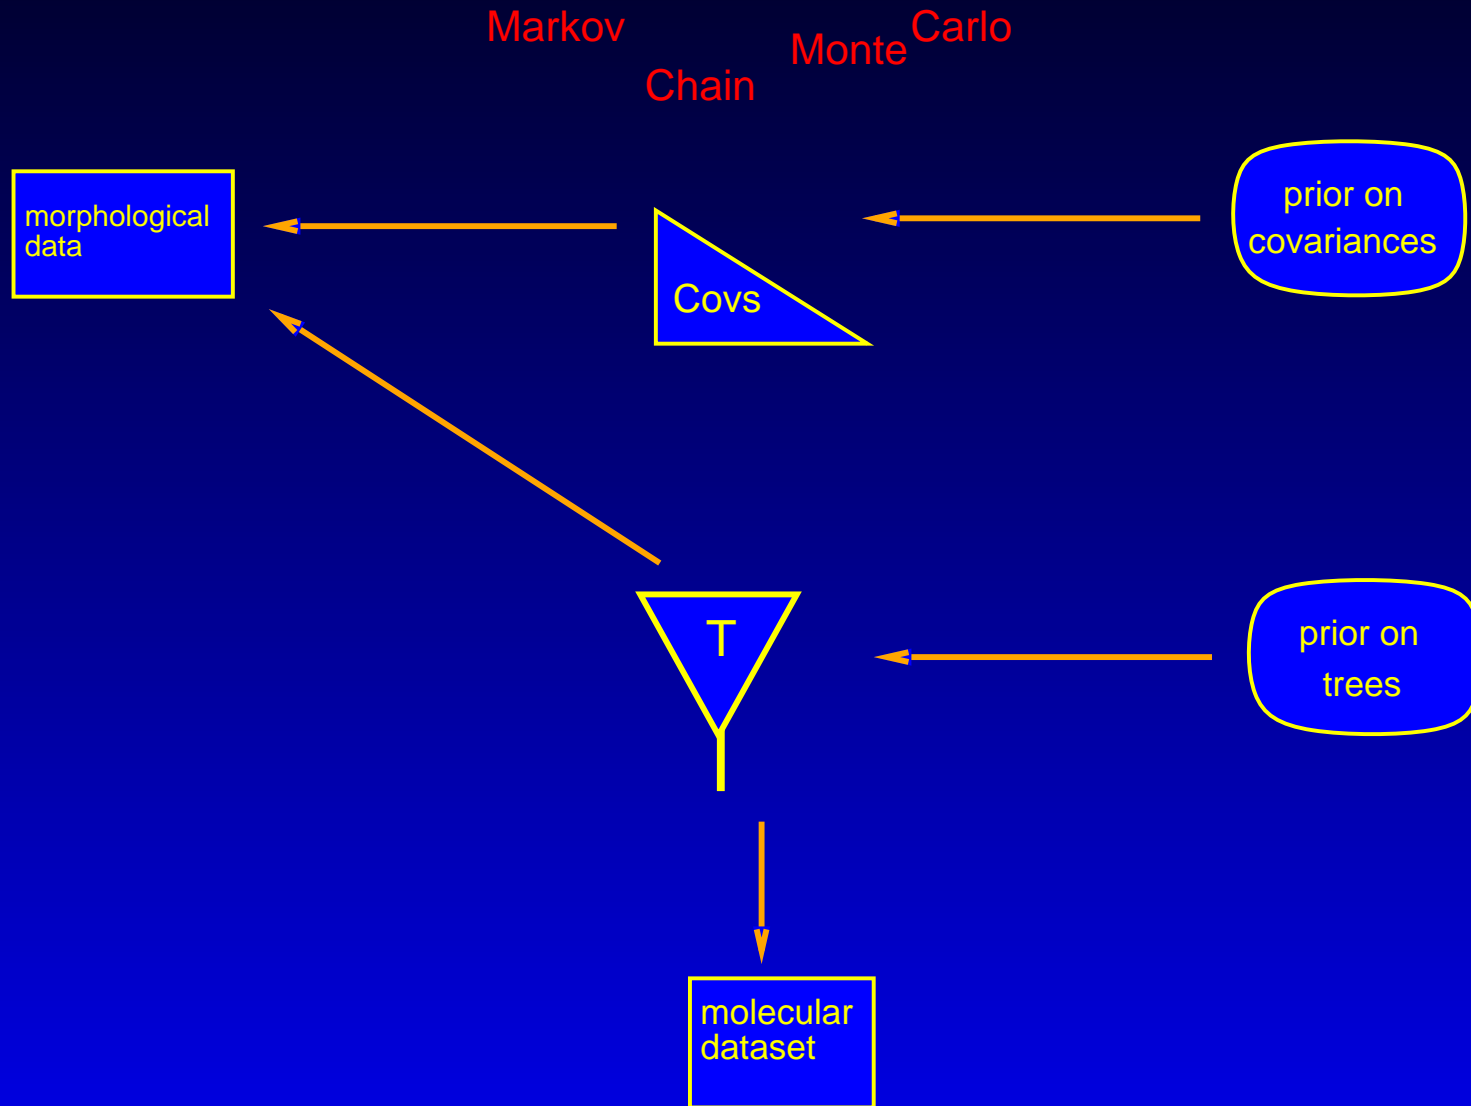 Markov
Chain
Monte
Carlo
morphological
data
Covs
prior on
covariances
T
prior on
trees
molecular
dataset